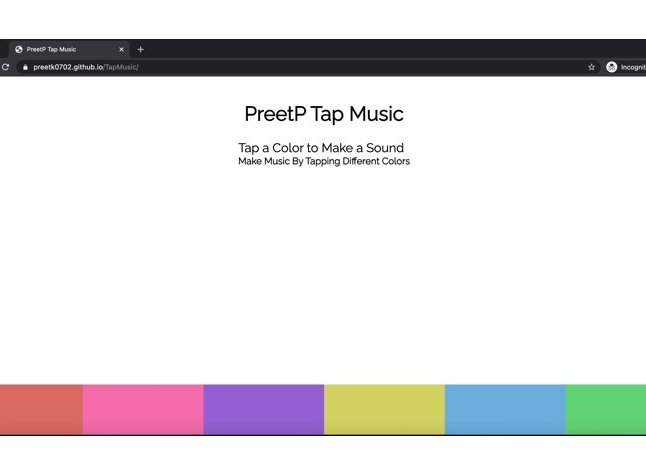 PreetP Tap Music
preetk0702.github.io/TapMusic/
Incognit
PreetP Tap Music
Tap a Color to Make a Sound
Make Music By Tapping Different Colors